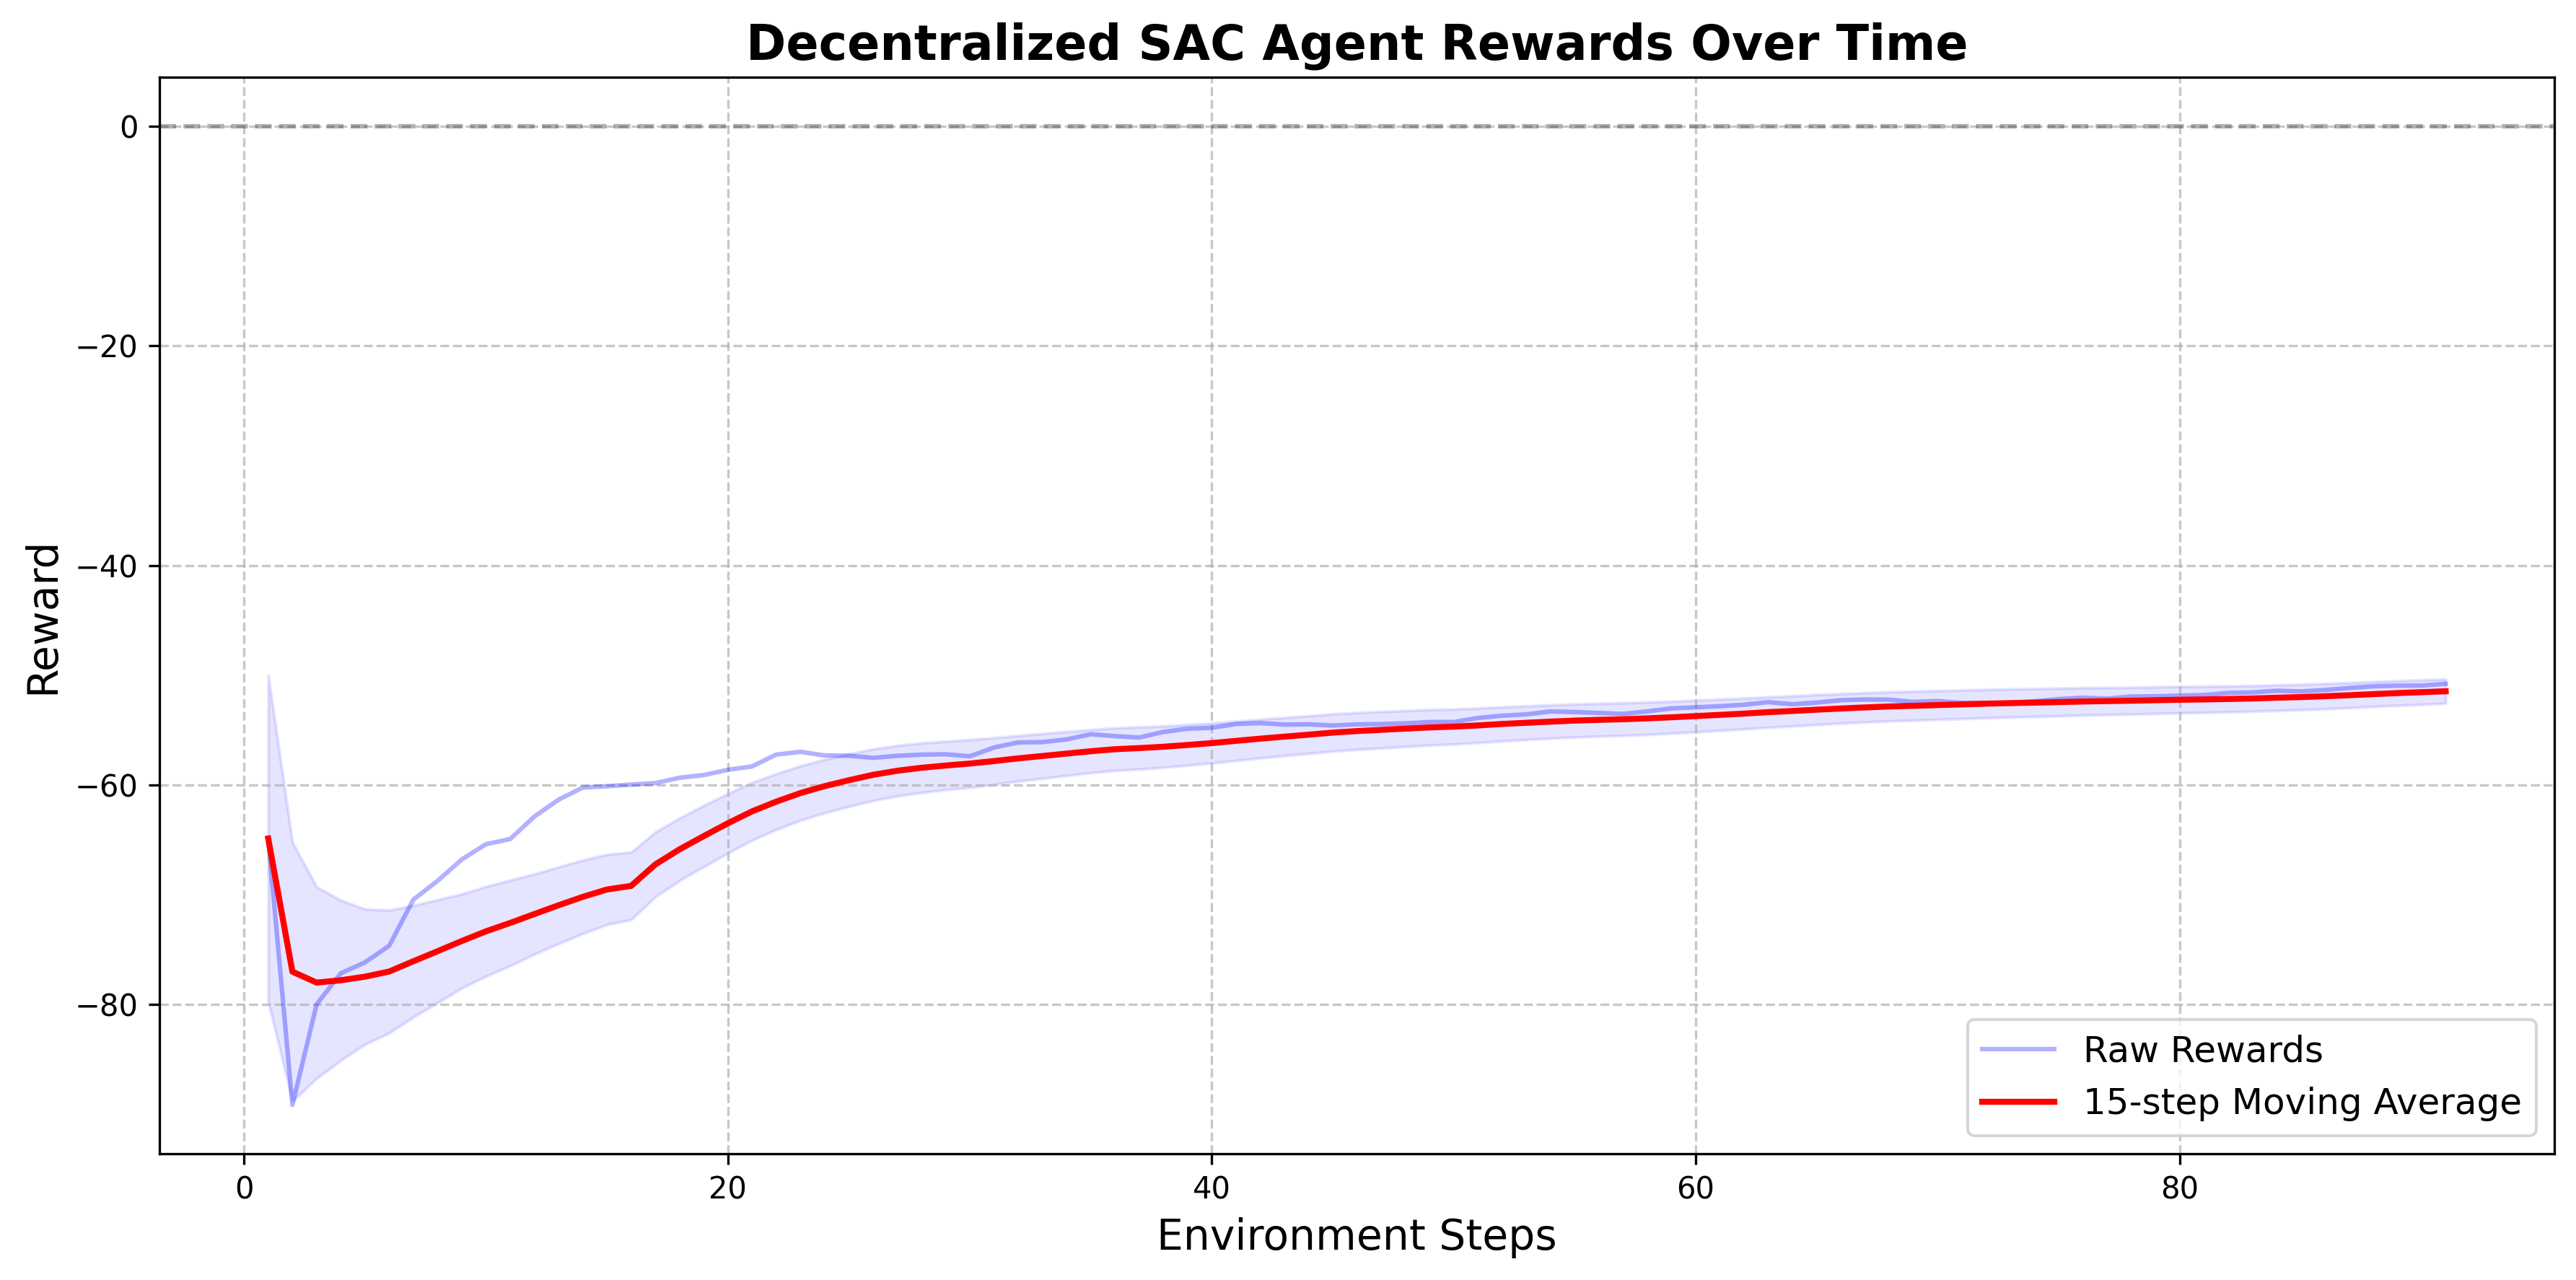 Decentralized SAC Agent Rewards Over Time
0
−20
−40
−60
−80
Reward
0 20 40 60 80
Environment Steps
Raw Rewards
15-step Moving Average